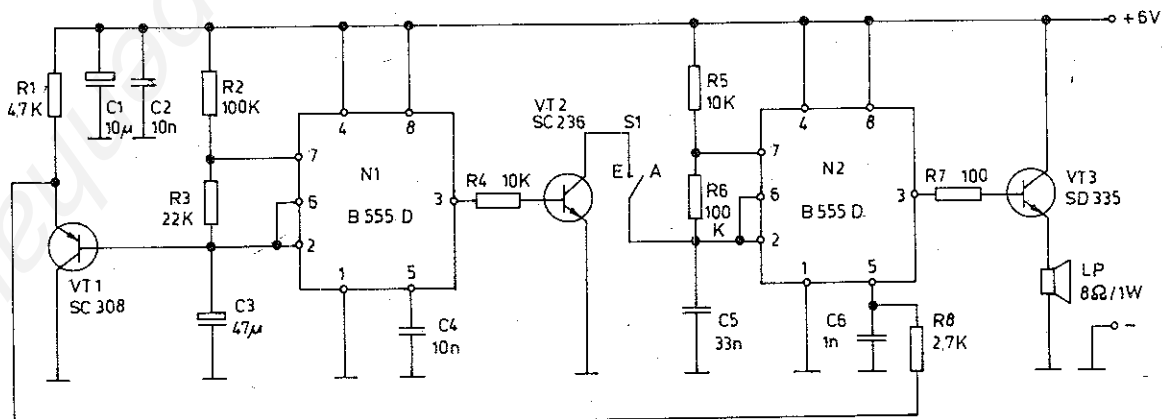 +6V
R1
4,7K
C1
10µ
C2
10n
R2
100K
4
8
7
N1
6
B 555 D
3
2
1
5
R3
22K
VT1
SC 308
C3
47µ
C4
10n
R4
10K
VT2
SC 236
S1
E
A
R5
10K
R6
100
K
4
8
7
N2
6
B 555 D.
3
2
1
5
C5
33n
C6
1n
R8
2,7K
R7
100
VT3
SD 335
LP
8Ω/1W
-